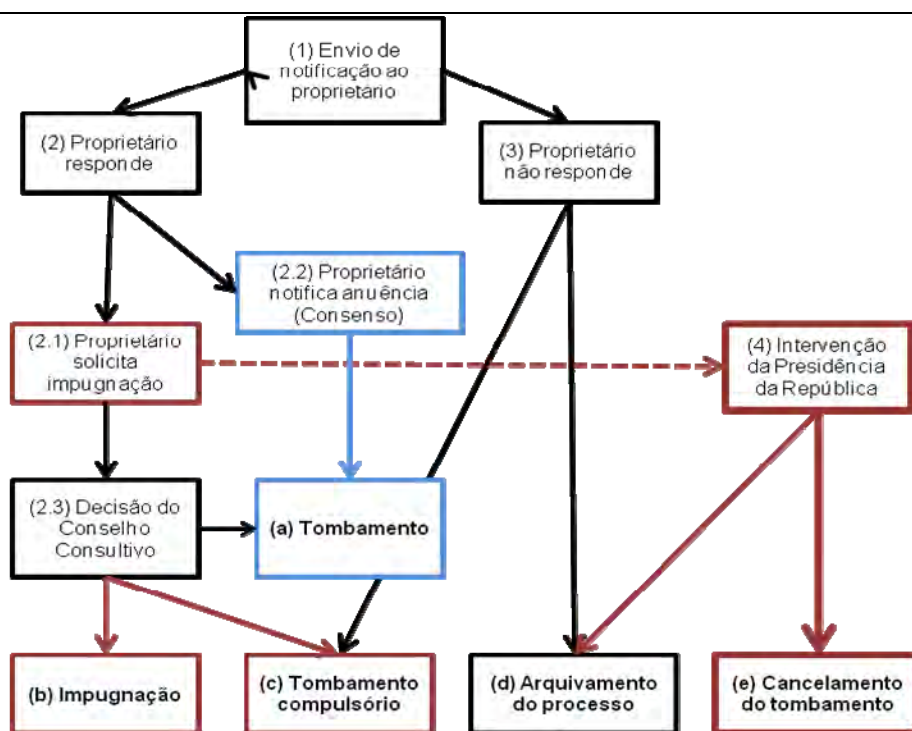 (1) Envio de
notificação ao
proprietário
(2) Proprietário
responde
(3) Proprietário
não responde
(2.2) Proprietário
notifica anuência
(Consenso)
(2.1) Proprietário
solicita
impugnação
(4) Intervenção
da Presidência
da República
(2.3) Decisão do
Conselho
Consultivo
(a) Tombamento
(b) Impugnação
(c) Tombamento
compulsório
(d) Arquivamento
do processo
(e) Cancelamento
do tombamento